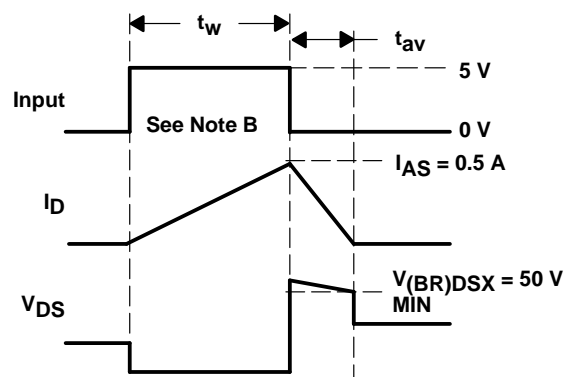 tw
tav
5 V
Input
See Note B
0 V
IAS = 0.5 A
ID
V(BR)DSX = 50 V
MIN
VDS